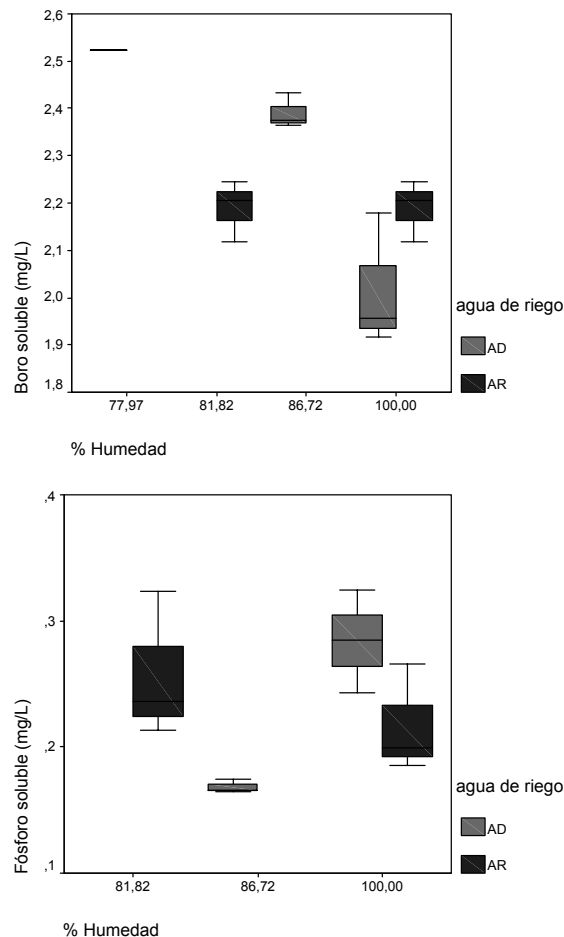 2,6
2,5
2,4
2,3
2,2
2,1
2,0
1,9
1,8
Boro soluble (mg/L)
77,97 81,82 86,72 100,00
% Humedad
agua de riego
AD
AR
,4
,3
,2
,1
Fósforo soluble (mg/L)
81,82 86,72 100,00
% Humedad
agua de riego
AD
AR